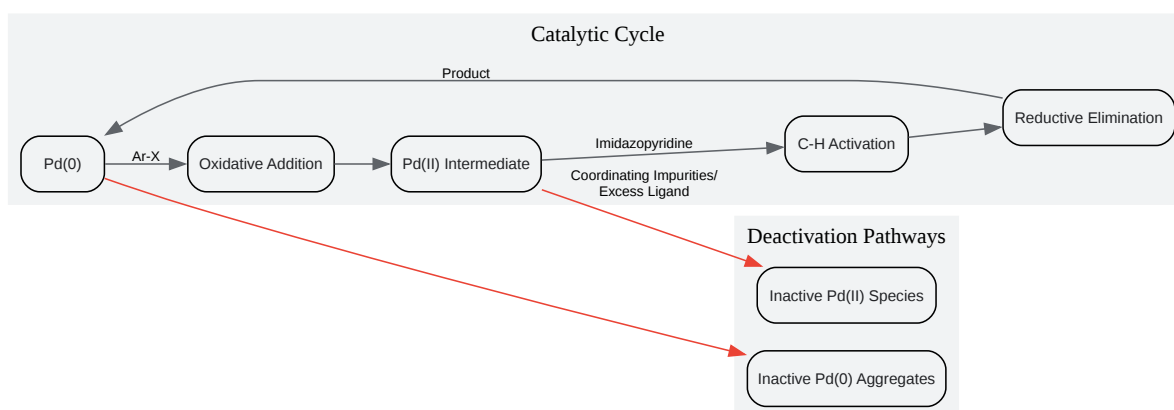 Catalytic Cycle
Product
Reductive Elimination
Pd(0)
Ar-X
Oxidative Addition
Pd(II) Intermediate
Imidazopyridine
C-H Activation
Coordinating Impurities/
Excess Ligand
Deactivation Pathways
Inactive Pd(II) Species
Inactive Pd(0) Aggregates